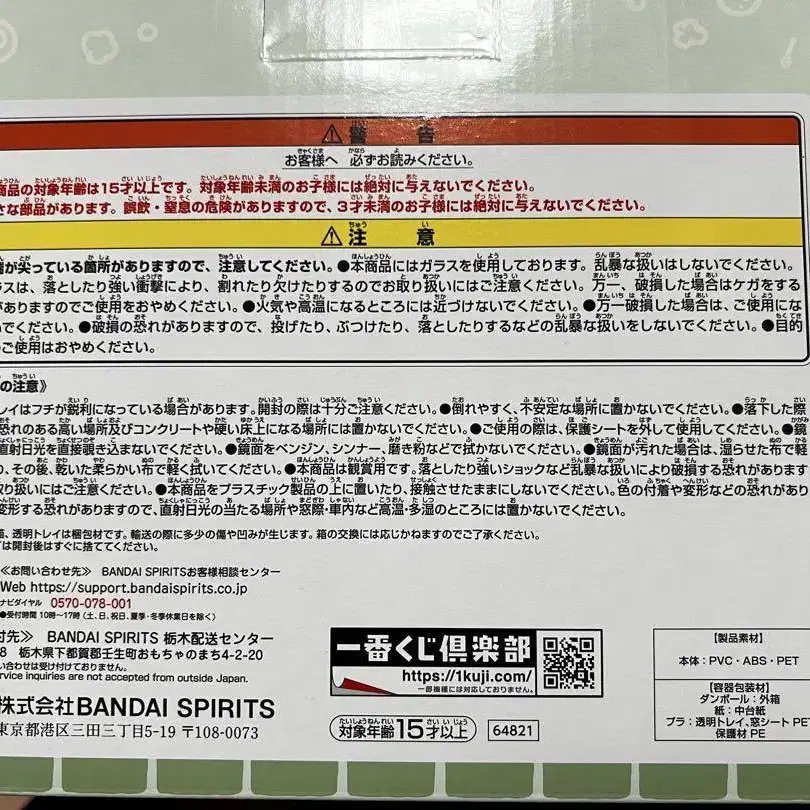 ⚠警 告
お客様へ 必ずお読みください。
商品の対象年齢は15才以上です。対象年齢未満のお子様には絶対に与えないでください。
さな部品があります。誤飲・窒息の危険がありますので、3才未満のお子様には絶対に与えないでください。
⚠注 意
端が尖っている箇所がありますので、注意してください。●本商品にはガラスを使用しております。乱暴な扱いはしないでください。
ラスは、落としたり強い衝撃により、割れたり欠けたりするのでお取り扱いにはご注意ください。万一、破損した場合はケガをする
がありますのでご使用をおやめください。●火気や高温になるところには近づけないでください。●万一破損した場合は、ご使用にな
いでください。●破損の恐れがありますので、投げたり、ぶつけたり、落としたりするなどの乱暴な扱いをしないでください。●目的
ご使用はおやめください。
の注意》
レイはフチが鋭利になっている場合があります。開封の際は十分ご注意ください。●倒れやすく、不安定な場所に置かないでください。●落下した際
恐れのある高い場所及びコンクリートや硬い床上になる場所には置かないでください。●ご使用の際は、保護シートを外して使用してください。●鏡
直射日光を直接覗き込まないでください。●鏡面をベンジン、シンナー、磨き粉などで拭かないでください。●鏡面が汚れた場合は、湿らせた布で軽
り、その後、乾いた柔らかい布で軽く拭いてください。●本商品は観賞用です。落としたり強いショックなど乱暴な扱いにより破損する恐れがあります
取り扱いにはご注意ください。●本商品をプラスチック製品の上に置いたり、接触させたままにしないでください。色の付着や変形などの恐れがあり
変形する恐れがありますので、直射日光の当たる場所や窓際・車内など高温・多湿のところには置かないでください。
箱、透明トレイは梱包材です。輸送の際に多少の傷や凹みが生じます。箱の交換には応じかねますのでご了承ください。
は開封後はすぐに捨ててください。
≪お問い合わせ先≫ BANDAI SPIRITSお客様相談センター
Web https://support.bandaispirits.co.jp
ナビダイヤル 0570-078-001
●受付時間 10時〜17時 (土、日、祝日、夏季・冬季休業日を除く)
付先≫ BANDAI SPIRITS 栃木配送センター
8 栃木県下都賀郡壬生町おもちゃのまち4-2-20
い合わせは受け付けておりません。
rvice inquiries are not accepted from outside Japan.
株式会社BANDAI SPIRITS
東京都港区三田三丁目5-19 〒108-0073
一番くじ倶楽部
https://1kuji.com/
一部機種には対応しておりません。
対象年齢15才以上
64821
【製品素材】
本体:PVC・ABS・PET
【容器包装材】
ダンボール:外箱
紙:中台紙
プラ:透明トレイ、窓シート PE
保護材 PE